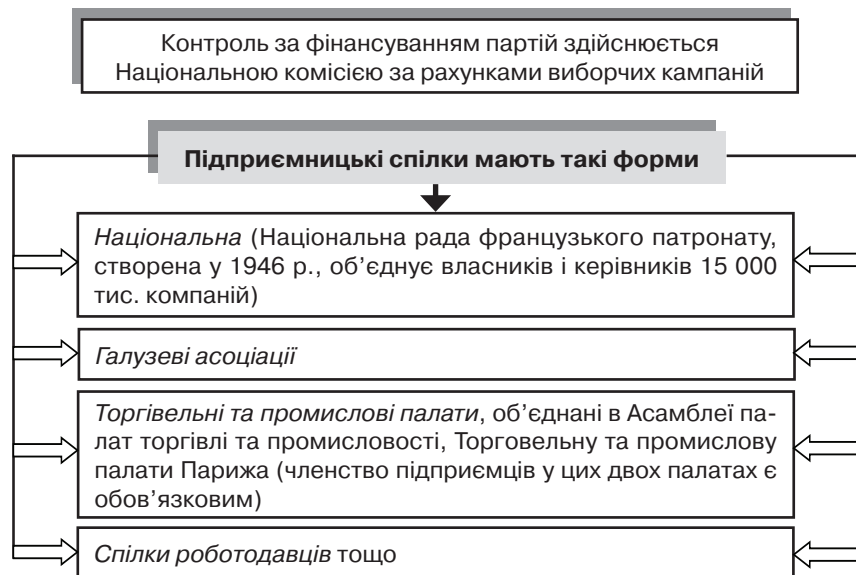 Контроль за фінансуванням партій здійснюється
Національною комісією за рахунками виборчих кампаній
Підприємницькі спілки мають такі форми
Національна (Національна рада французького патронату,
створена у 1946 р., об’єднує власників і керівників 15 000
тис. компаній)
Галузеві асоціації
Торгівельні та промислові палати, об’єднані в Асамблеї па-
лат торгівлі та промисловості, Торговельну та промислову
палати Парижа (членство підприємців у цих двох палатах є
обов’язковим)
Спілки роботодавців тощо